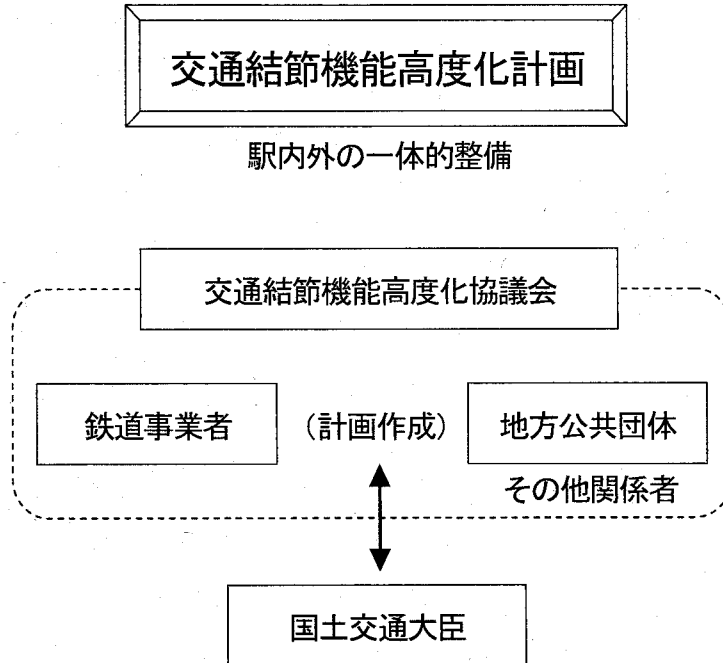 交通結節機能高度化計画
駅内外の一体的整備
交通結節機能高度化協議会
鉄道事業者
(計画作成)
地方公共団体
その他関係者
国土交通大臣